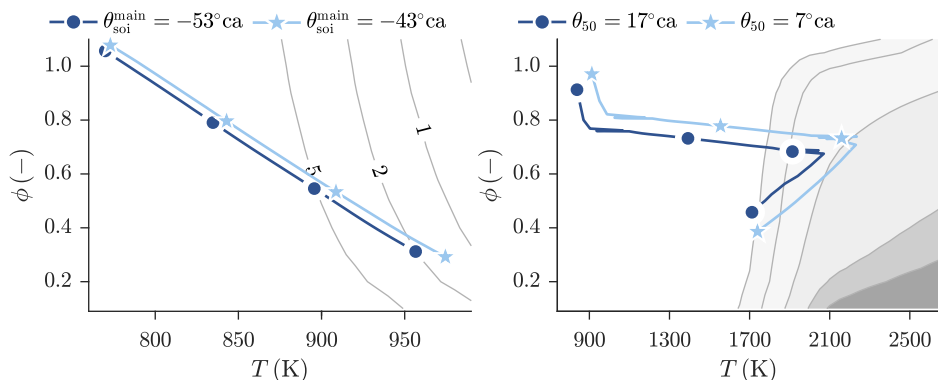 θ_soi^main = −53°ca θ_soi^main = −43°ca
θ₅₀ = 17°ca θ₅₀ = 7°ca
1.0
0.8
0.6
0.4
0.2
ϕ (−)
5
2
1
800 850 900 950
T (K)
1.0
0.8
0.6
0.4
0.2
ϕ (−)
900 1300 1700 2100 2500
T (K)